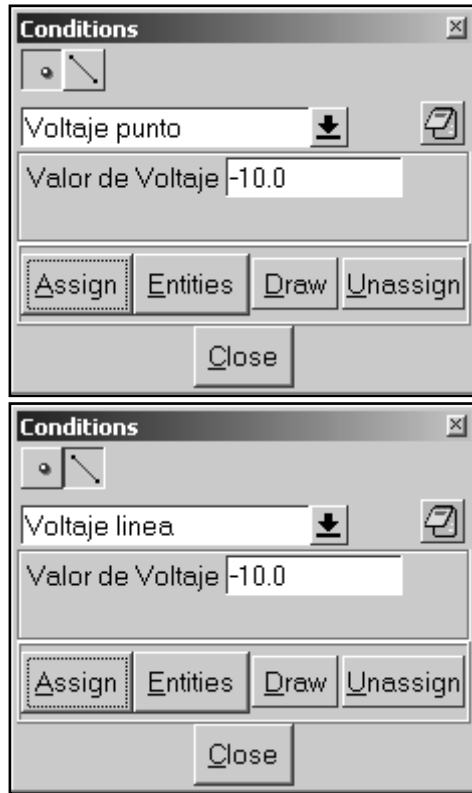 Conditions
Voltaje punto
Valor de Voltaje -10.0
Assign Entities Draw Unassign
Close
Conditions
Voltaje linea
Valor de Voltaje -10.0
Assign Entities Draw Unassign
Close